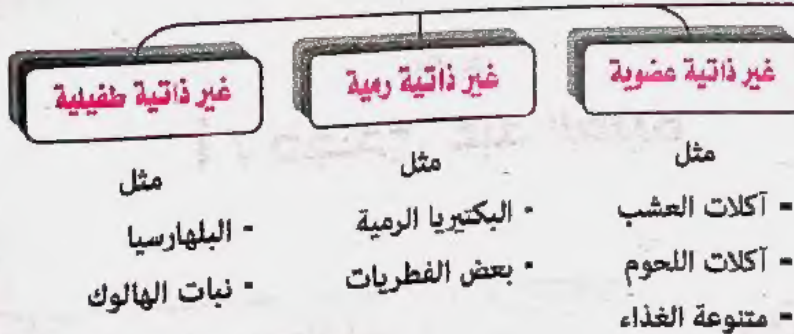 غير ذاتية عضوية
مثل
- آكلات العشب
- آكلات اللحوم
- متنوعة الغذاء
غير ذاتية رمية
مثل
- البكتيريا الرمية
- بعض الفطريات
غير ذاتية طفيلية
مثل
- البلهارسيا
- نبات الهالوك